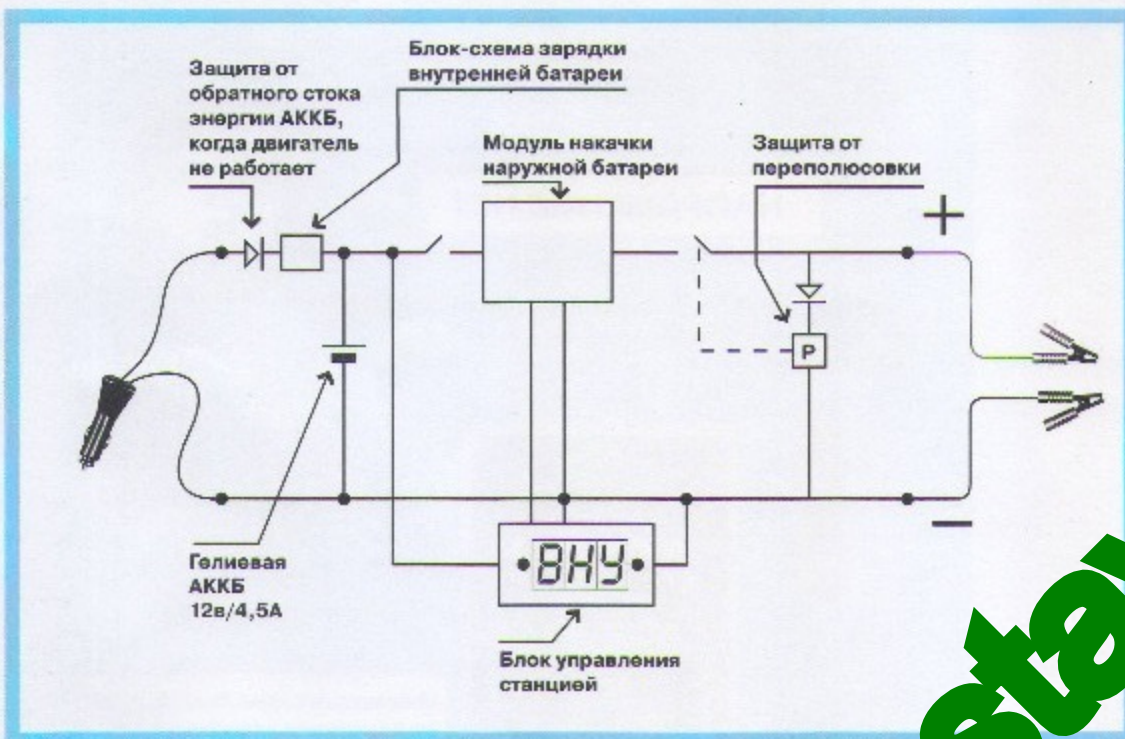 Блок-схема зарядки
внутренней батареи
Защита от
обратного стока
энергии АККБ,
когда двигатель
не работает
Модуль накачки
наружной батареи
Защита от
переполюсовки
+
P
Гелиевая
АККБ
12в/4,5А
—
8НУ
Блок управления
станцией